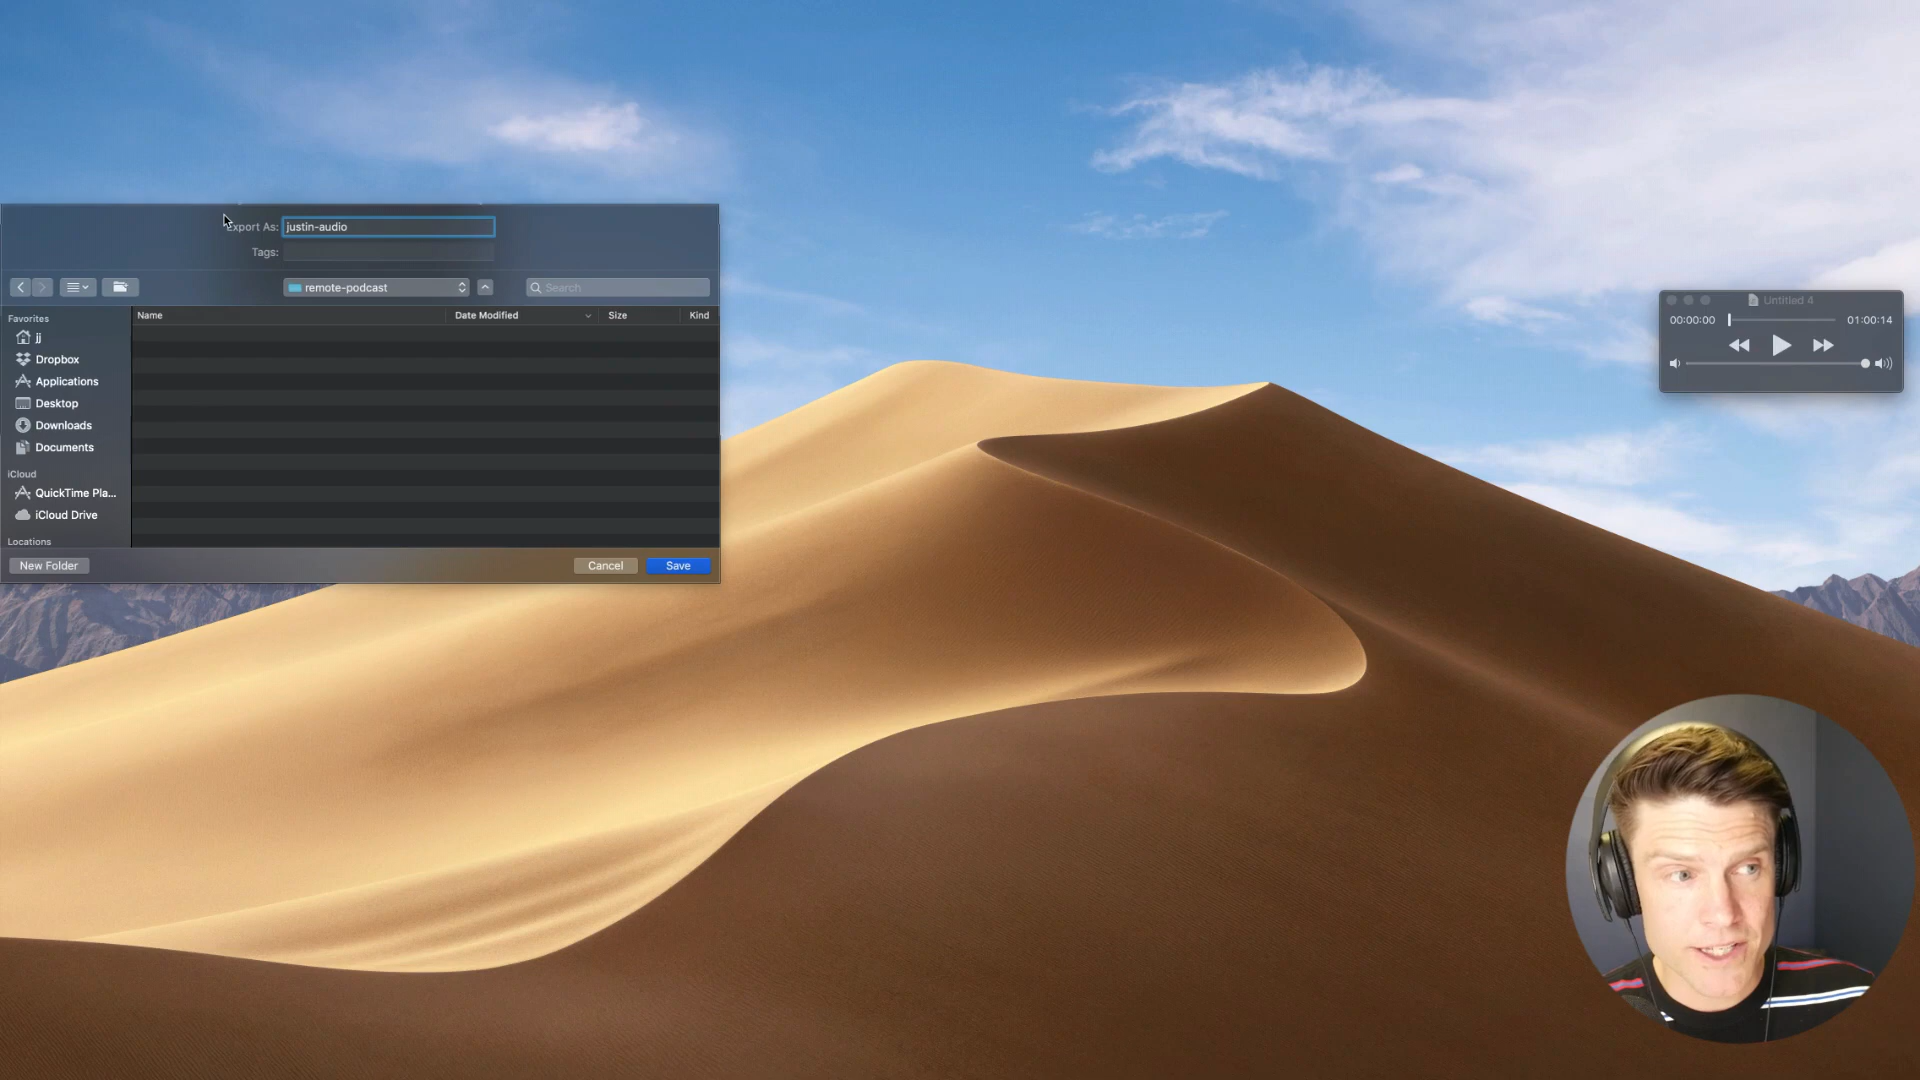 Export As: justin-audio
Tags:
remote-podcast
Search
Favorites
Name Date Modified Size Kind
jj
Dropbox
Applications
Desktop
Downloads
Documents
iCloud
QuickTime Pla...
iCloud Drive
Locations
New Folder Cancel Save
Untitled 4
00:00:00 01:00:14